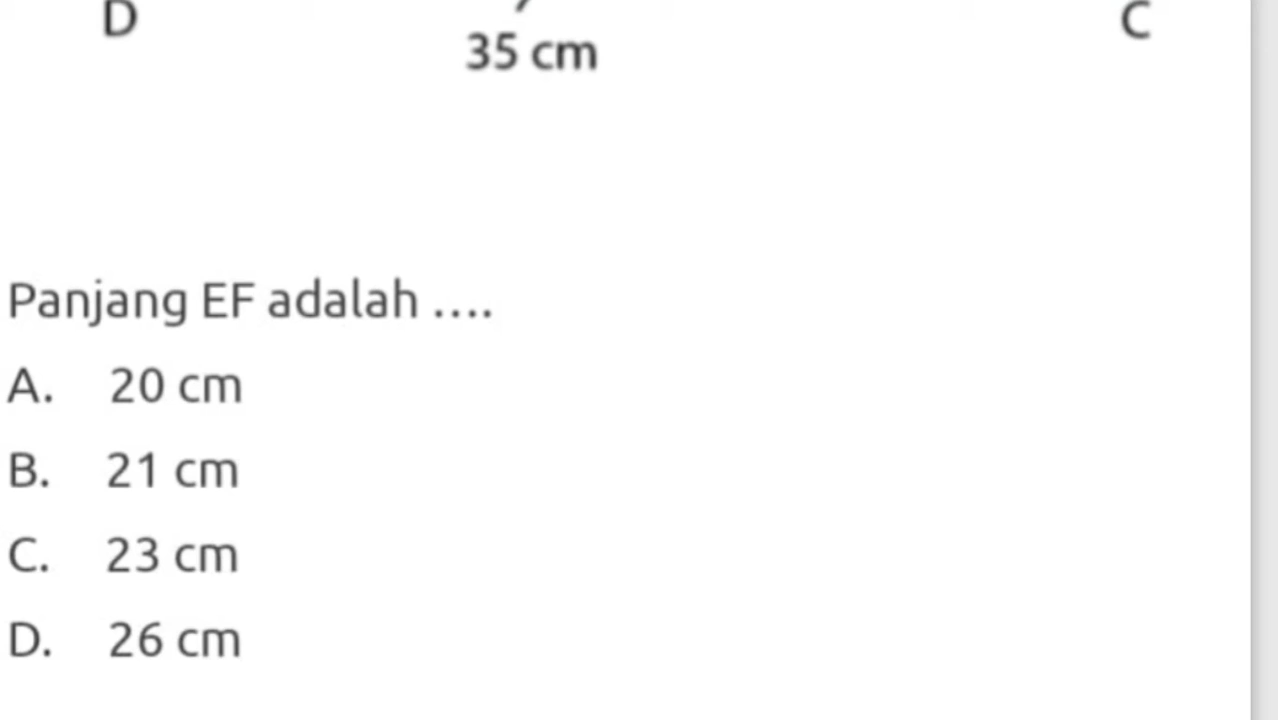 D C
35 cm
Panjang EF adalah ....
A. 20 cm
B. 21 cm
C. 23 cm
D. 26 cm